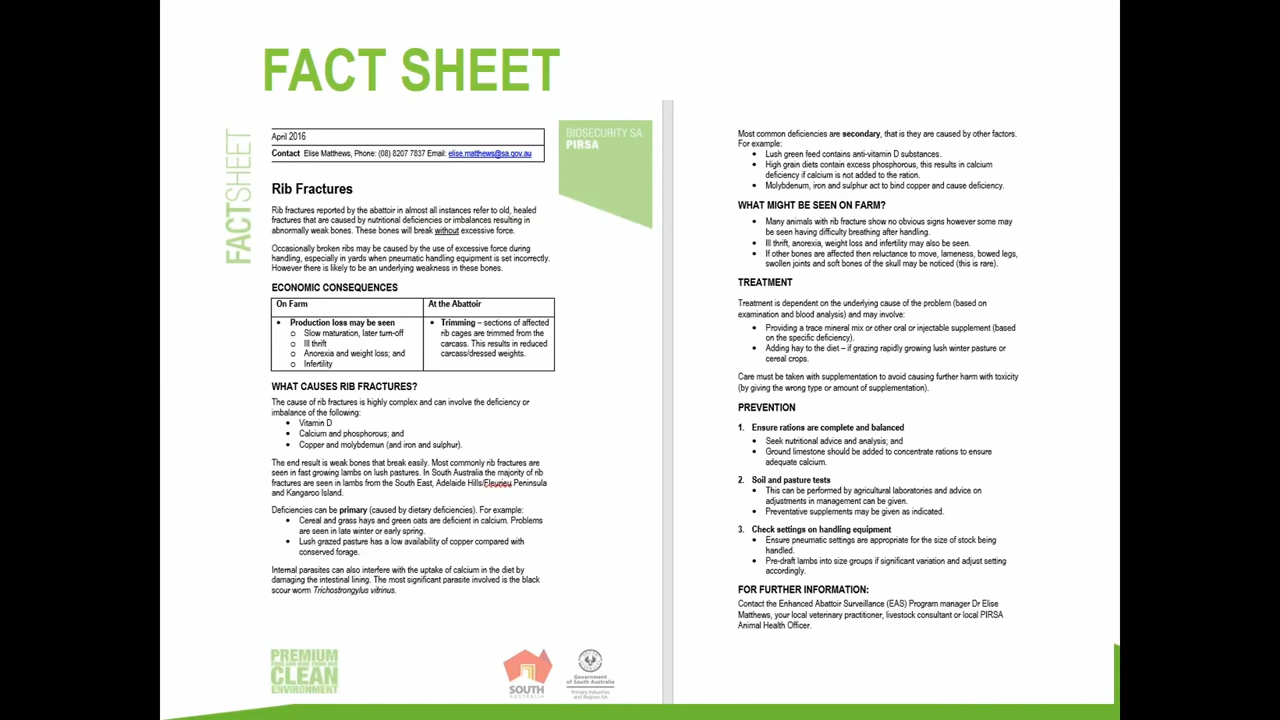 FACT SHEET
FACTSHEET
April 2016
Contact Elise Matthews, Phone: (08) 8207 7837 Email: elise.matthews@sa.gov.au
BIOSECURITY SA
PIRSA
Rib Fractures
Rib fractures reported by the abattoir in almost all instances refer to old, healed
fractures that are caused by nutritional deficiencies or imbalances resulting in
abnormally weak bones. These bones will break without excessive force.
Occasionally broken ribs may be caused by the use of excessive force during
handling, especially in yards when pneumatic handling equipment is set incorrectly.
However there is likely to be an underlying weakness in these bones.
ECONOMIC CONSEQUENCES
On Farm
• Production loss may be seen
o Slow maturation, later turn-off
o Ill thrift
o Anorexia and weight loss; and
o Infertility
At the Abattoir
• Trimming – sections of affected
rib cages are trimmed from the
carcass. This results in reduced
carcass/dressed weights.
WHAT CAUSES RIB FRACTURES?
The cause of rib fractures is highly complex and can involve the deficiency or
imbalance of the following:
• Vitamin D
• Calcium and phosphorous; and
• Copper and molybdemun (and iron and sulphur).
The end result is weak bones that break easily. Most commonly rib fractures are
seen in fast growing lambs on lush pastures. In South Australia the majority of rib
fractures are seen in lambs from the South East, Adelaide Hills/Fleurieu Peninsula
and Kangaroo Island.
Deficiencies can be primary (caused by dietary deficiencies). For example:
• Cereal and grass hays and green oats are deficient in calcium. Problems
are seen in late winter or early spring.
• Lush grazed pasture has a low availability of copper compared with
conserved forage.
Internal parasites can also interfere with the uptake of calcium in the diet by
damaging the intestinal lining. The most significant parasite involved is the black
scour worm Trichostrongylus vitrinus.
PREMIUM
FOOD AND WINE FROM OUR
CLEAN
ENVIRONMENT
SOUTH
AUSTRALIA
Government
of South Australia
Primary Industries
and Regions SA
Most common deficiencies are secondary, that is they are caused by other factors.
For example:
• Lush green feed contains anti-vitamin D substances.
• High grain diets contain excess phosphorous, this results in calcium
deficiency if calcium is not added to the ration.
• Molybdenum, iron and sulphur act to bind copper and cause deficiency.
WHAT MIGHT BE SEEN ON FARM?
• Many animals with rib fracture show no obvious signs however some may
be seen having difficulty breathing after handling.
• Ill thrift, anorexia, weight loss and infertility may also be seen.
• If other bones are affected then reluctance to move, lameness, bowed legs,
swollen joints and soft bones of the skull may be noticed (this is rare).
TREATMENT
Treatment is dependent on the underlying cause of the problem (based on
examination and blood analysis) and may involve:
• Providing a trace mineral mix or other oral or injectable supplement (based
on the specific deficiency).
• Adding hay to the diet – if grazing rapidly growing lush winter pasture or
cereal crops.
Care must be taken with supplementation to avoid causing further harm with toxicity
(by giving the wrong type or amount of supplementation).
PREVENTION
1. Ensure rations are complete and balanced
• Seek nutritional advice and analysis; and
• Ground limestone should be added to concentrate rations to ensure
adequate calcium.
2. Soil and pasture tests
• This can be performed by agricultural laboratories and advice on
adjustments in management can be given.
• Preventative supplements may be given as indicated.
3. Check settings on handling equipment
• Ensure pneumatic settings are appropriate for the size of stock being
handled.
• Pre-draft lambs into size groups if significant variation and adjust setting
accordingly.
FOR FURTHER INFORMATION:
Contact the Enhanced Abattoir Surveillance (EAS) Program manager Dr Elise
Matthews, your local veterinary practitioner, livestock consultant or local PIRSA
Animal Health Officer.